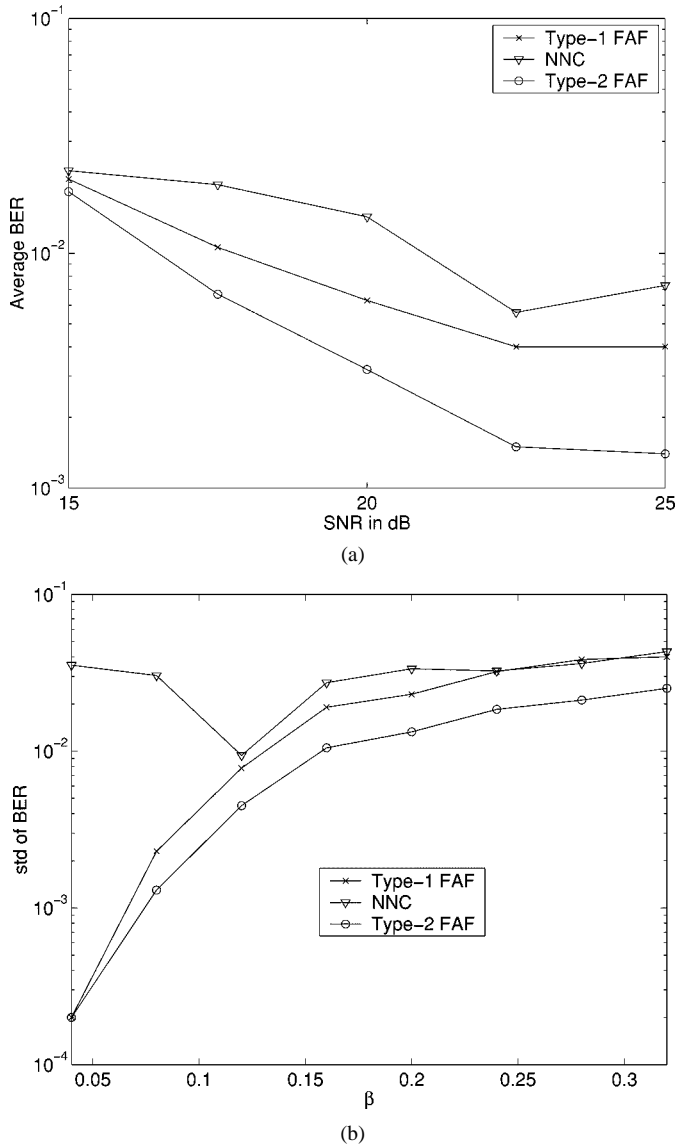 10⁻¹
Type-1 FAF
NNC
Type-2 FAF
Average BER
10⁻²
10⁻³
15 20 25
SNR in dB
(a)
10⁻¹
10⁻²
std of BER
Type-1 FAF
NNC
Type-2 FAF
10⁻³
10⁻⁴
0.05 0.1 0.15 0.2 0.25 0.3
β
(b)